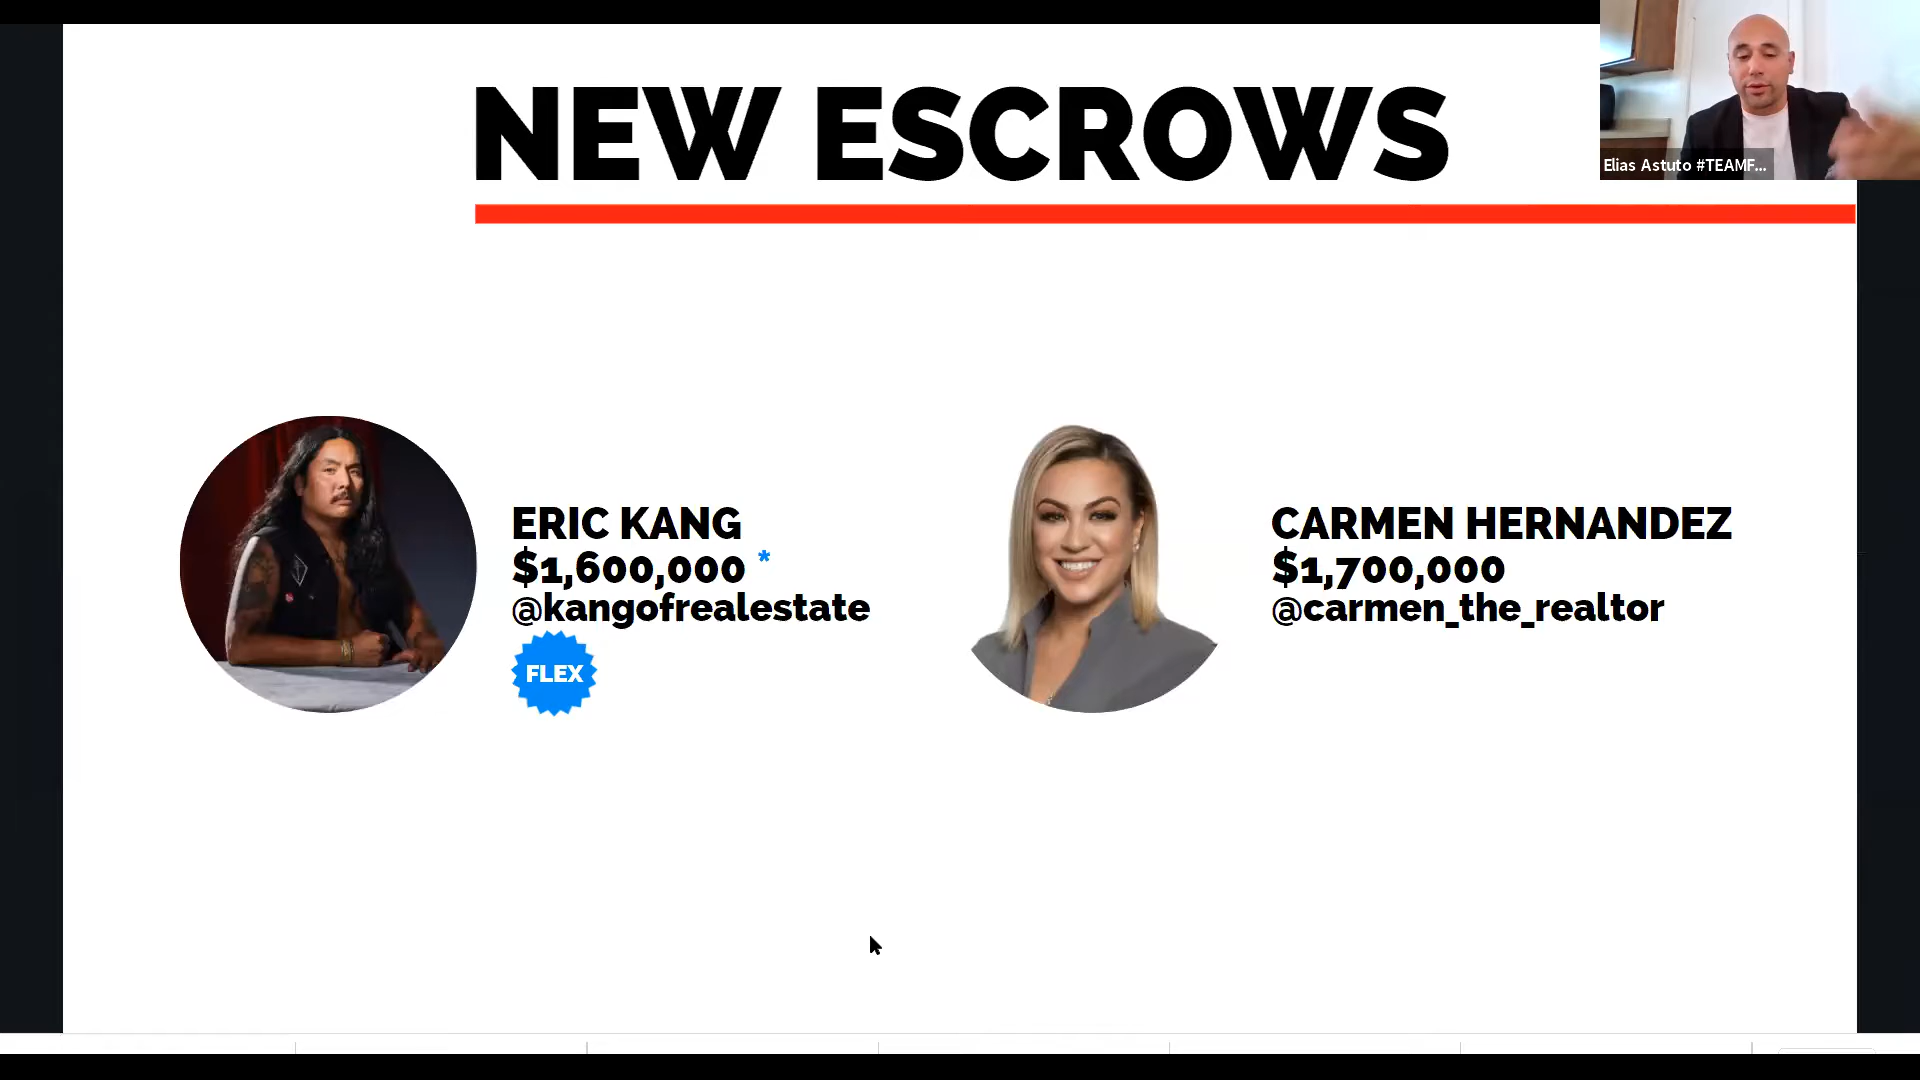 NEW ESCROWS
Elias Astuto #TEAMF...
ERIC KANG
$1,600,000 *
@kangofrealestate
FLEX
CARMEN HERNANDEZ
$1,700,000
@carmen_the_realtor